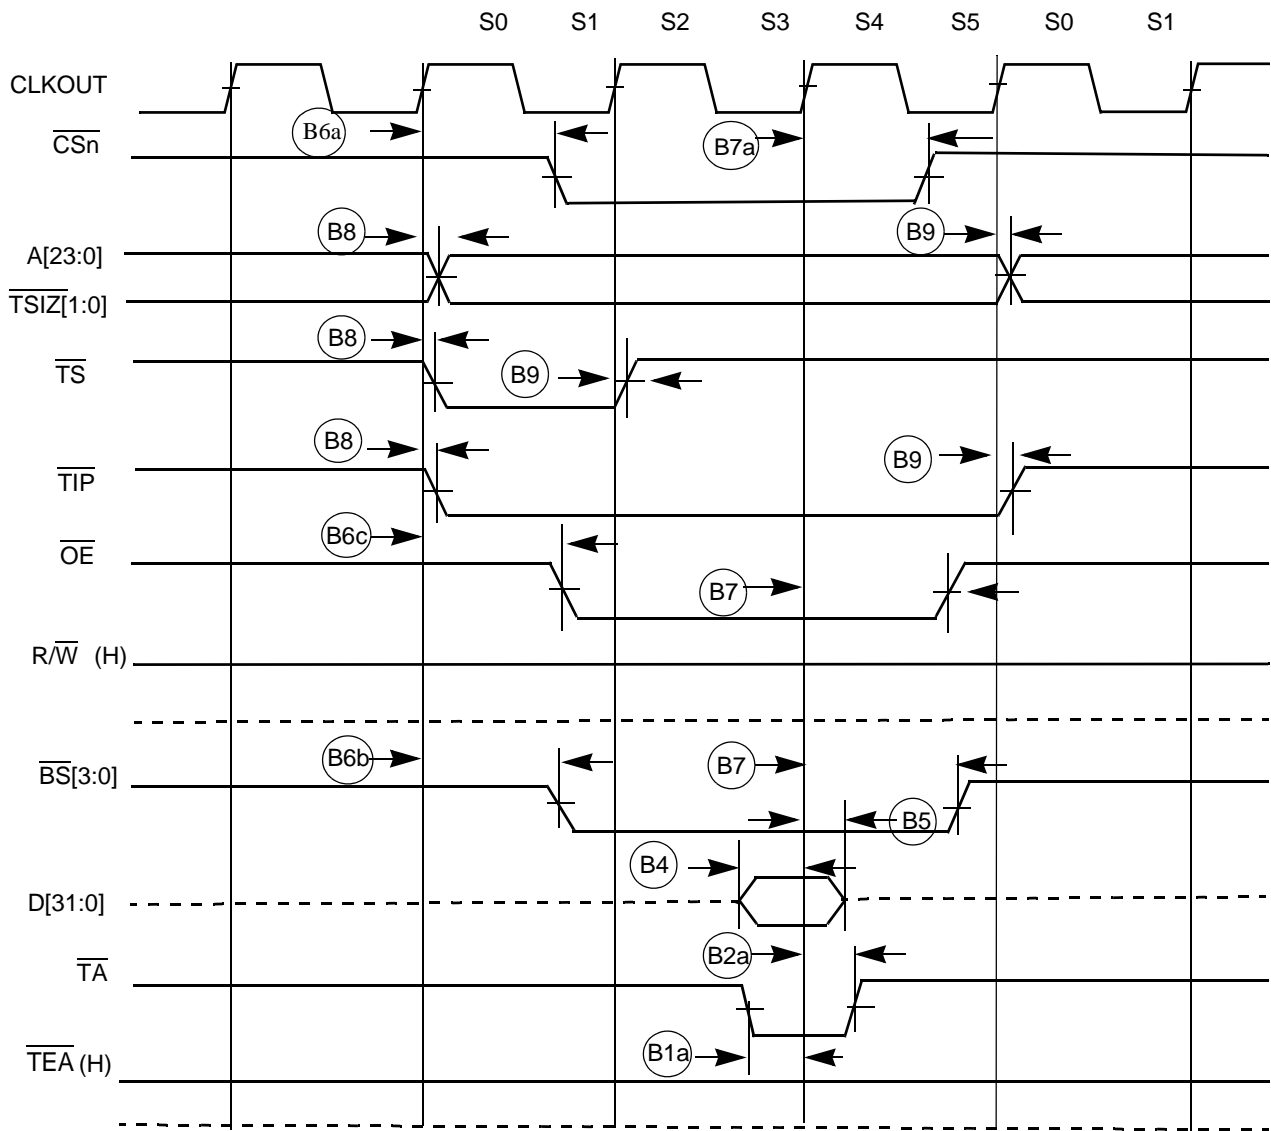 S0 S1 S2 S3 S4 S5 S0 S1
CLKOUT
B6a B7a
CSn
B8 B9
A[23:0]
TSIZ[1:0]
B8
TS B9
B8 B9
TIP
B6c
OE
B7
R/W (H)
B6b B7
BS[3:0]
B5
B4
D[31:0]
B2a
TA
B1a
TEA (H)